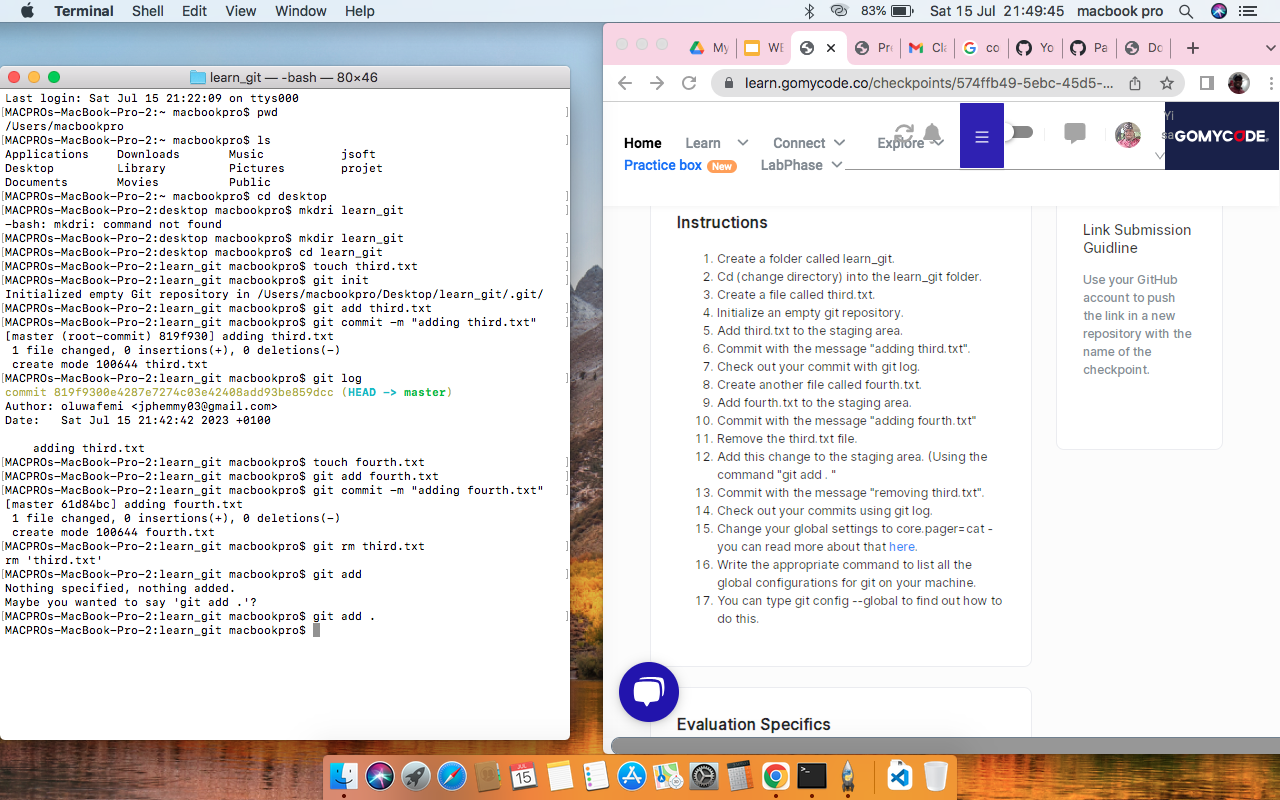 Terminal Shell Edit View Window Help 83% Sat 15 Jul 21:49:45 macbook pro
learn_git — -bash — 80×46
Last login: Sat Jul 15 21:22:09 on ttys000
[MACPROs-MacBook-Pro-2:~ macbookpro$ pwd ]
/Users/macbookpro
[MACPROs-MacBook-Pro-2:~ macbookpro$ ls ]
Applications Downloads Music jsoft
Desktop Library Pictures projet
Documents Movies Public
[MACPROs-MacBook-Pro-2:~ macbookpro$ cd desktop ]
[MACPROs-MacBook-Pro-2:desktop macbookpro$ mkdri learn_git ]
-bash: mkdri: command not found
[MACPROs-MacBook-Pro-2:desktop macbookpro$ mkdir learn_git ]
[MACPROs-MacBook-Pro-2:desktop macbookpro$ cd learn_git ]
[MACPROs-MacBook-Pro-2:learn_git macbookpro$ touch third.txt ]
[MACPROs-MacBook-Pro-2:learn_git macbookpro$ git init ]
Initialized empty Git repository in /Users/macbookpro/Desktop/learn_git/.git/
[MACPROs-MacBook-Pro-2:learn_git macbookpro$ git add third.txt ]
[MACPROs-MacBook-Pro-2:learn_git macbookpro$ git commit -m "adding third.txt" ]
[master (root-commit) 819f930] adding third.txt
1 file changed, 0 insertions(+), 0 deletions(-)
create mode 100644 third.txt
[MACPROs-MacBook-Pro-2:learn_git macbookpro$ git log ]
commit 819f9300e4287e7274c03e42408add93be859dcc (HEAD -> master)
Author: oluwafemi <jphemmy03@gmail.com>
Date: Sat Jul 15 21:42:42 2023 +0100
adding third.txt
[MACPROs-MacBook-Pro-2:learn_git macbookpro$ touch fourth.txt ]
[MACPROs-MacBook-Pro-2:learn_git macbookpro$ git add fourth.txt ]
[MACPROs-MacBook-Pro-2:learn_git macbookpro$ git commit -m "adding fourth.txt" ]
[master 61d84bc] adding fourth.txt
1 file changed, 0 insertions(+), 0 deletions(-)
create mode 100644 fourth.txt
[MACPROs-MacBook-Pro-2:learn_git macbookpro$ git rm third.txt ]
rm 'third.txt'
[MACPROs-MacBook-Pro-2:learn_git macbookpro$ git add ]
Nothing specified, nothing added.
Maybe you wanted to say 'git add .'?
[MACPROs-MacBook-Pro-2:learn_git macbookpro$ git add . ]
MACPROs-MacBook-Pro-2:learn_git macbookpro$
My WE Pr Cl co Yo Pa Do
learn.gomycode.co/checkpoints/574ffb49-5ebc-45d5-...
Home Learn Connect Explore Yi sa GOMYCODE
Practice box New LabPhase
Instructions
1. Create a folder called learn_git.
2. Cd (change directory) into the learn_git folder.
3. Create a file called third.txt.
4. Initialize an empty git repository.
5. Add third.txt to the staging area.
6. Commit with the message "adding third.txt".
7. Check out your commit with git log.
8. Create another file called fourth.txt.
9. Add fourth.txt to the staging area.
10. Commit with the message "adding fourth.txt"
11. Remove the third.txt file.
12. Add this change to the staging area. (Using the
command "git add . "
13. Commit with the message "removing third.txt".
14. Check out your commits using git log.
15. Change your global settings to core.pager=cat -
you can read more about that here.
16. Write the appropriate command to list all the
global configurations for git on your machine.
17. You can type git config --global to find out how to
do this.
Link Submission
Guidline
Use your GitHub
account to push
the link in a new
repository with the
name of the
checkpoint.
Evaluation Specifics
JUL
15